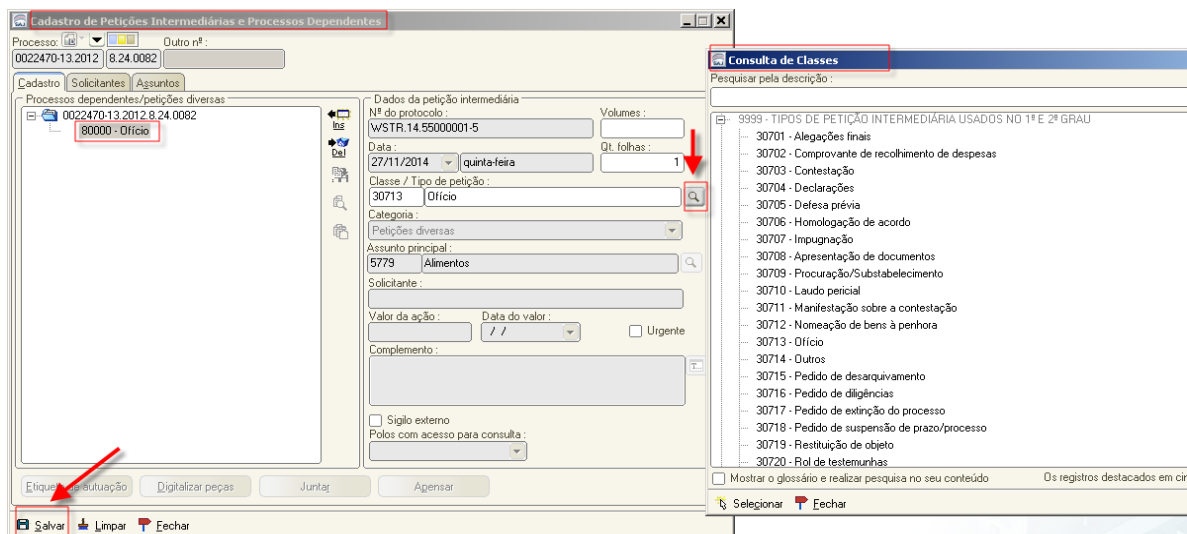 Cadastro de Petições Intermediárias e Processos Dependentes
Processo:
Outro nº :
0022470-13.2012
8.24.0082
Cadastro
Solicitantes
Assuntos
Processos dependentes/petições diversas
0022470-13.2012.8.24.0082
80000 - Ofício
Ins
Del
Dados da petição intermediária
Nº do protocolo :
Volumes :
WSTR.14.55000001-5
Data :
Qt. folhas :
27/11/2014
quinta-feira
1
Classe / Tipo de petição :
30713
Ofício
Categoria :
Petições diversas
Assunto principal :
5779
Alimentos
Solicitante :
Valor da ação :
Data do valor :
/ /
Urgente
Complemento :
Sigilo externo
Polos com acesso para consulta :
Etiqueta de autuação
Digitalizar peças
Juntar
Apensar
Salvar
Limpar
Fechar
Consulta de Classes
Pesquisar pela descrição :
9999 - TIPOS DE PETIÇÃO INTERMEDIÁRIA USADOS NO 1º E 2º GRAU
30701 - Alegações finais
30702 - Comprovante de recolhimento de despesas
30703 - Contestação
30704 - Declarações
30705 - Defesa prévia
30706 - Homologação de acordo
30707 - Impugnação
30708 - Apresentação de documentos
30709 - Procuração/Substabelecimento
30710 - Laudo pericial
30711 - Manifestação sobre a contestação
30712 - Nomeação de bens à penhora
30713 - Ofício
30714 - Outros
30715 - Pedido de desarquivamento
30716 - Pedido de diligências
30717 - Pedido de extinção do processo
30718 - Pedido de suspensão de prazo/processo
30719 - Restituição de objeto
30720 - Rol de testemunhas
Mostrar o glossário e realizar pesquisa no seu conteúdo
Os registros destacados em cin
Selecionar
Fechar